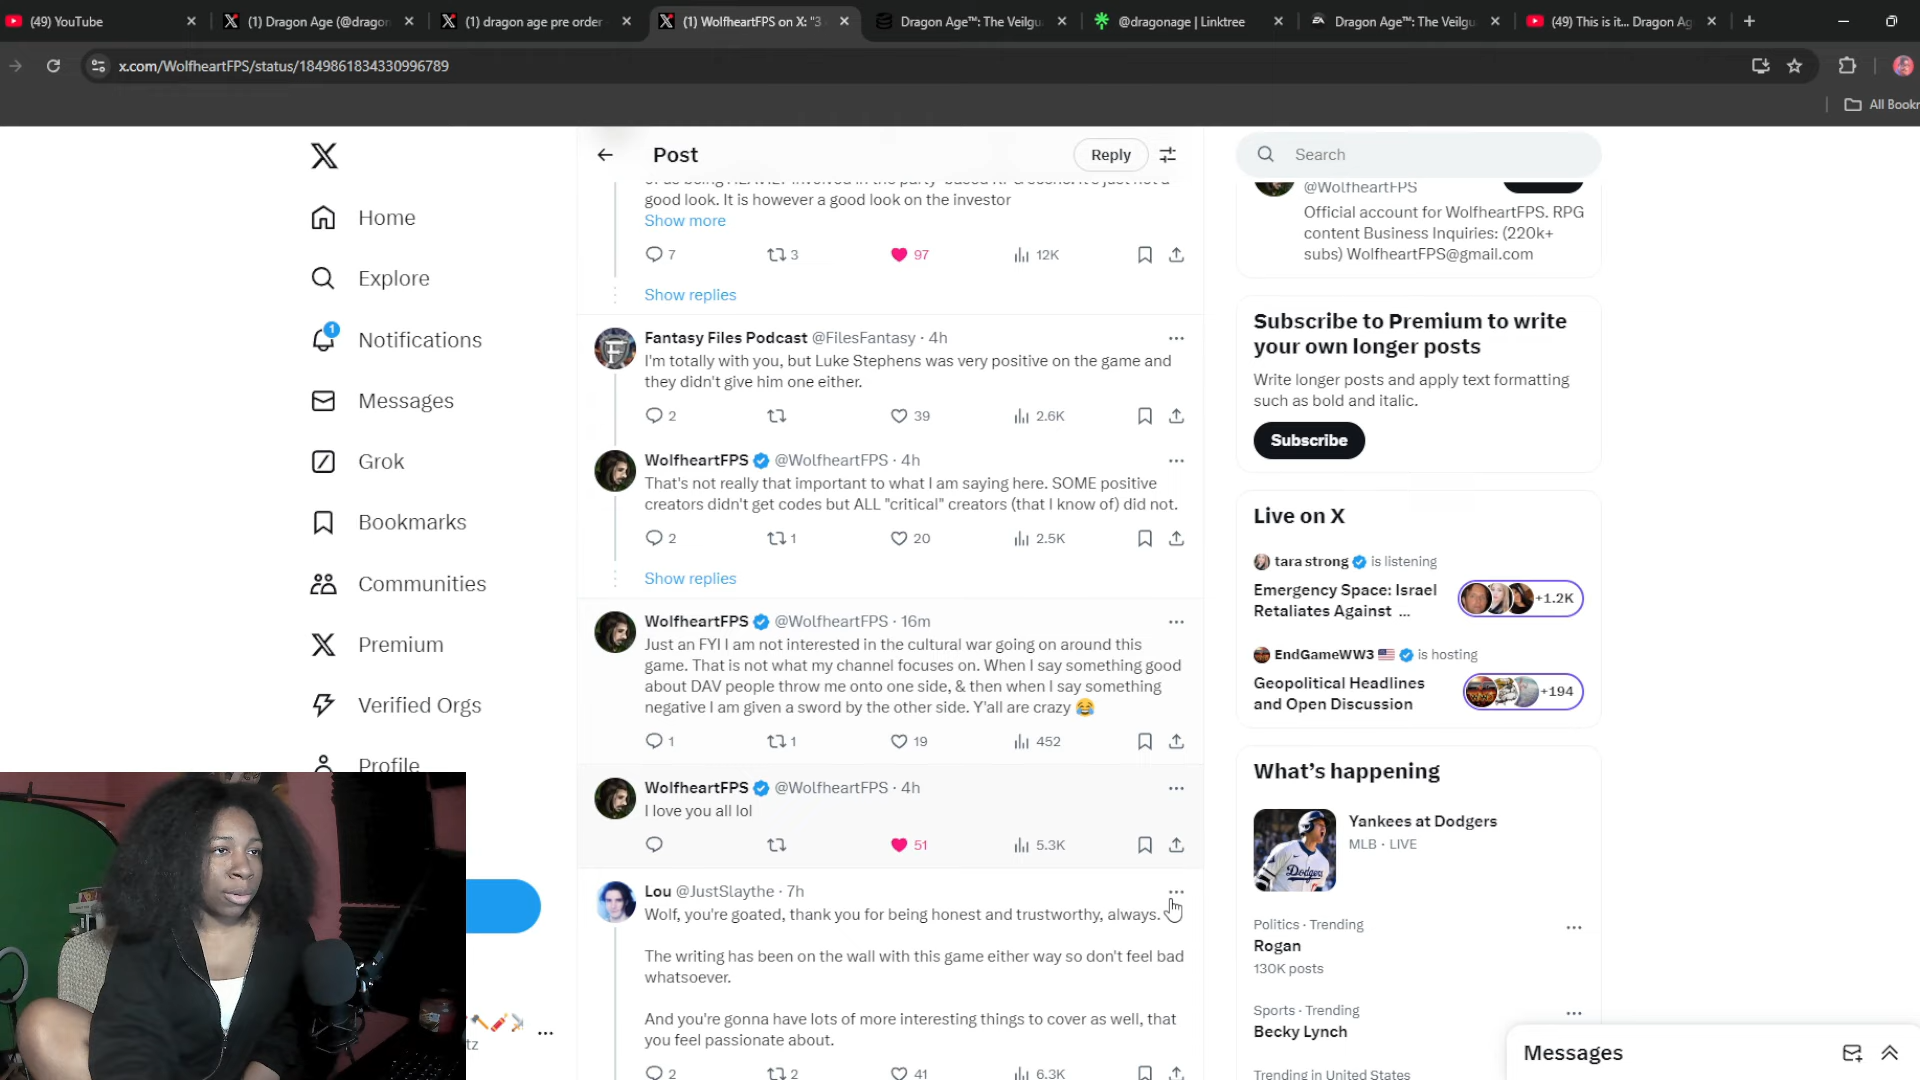 (49) YouTube
(1) Dragon Age (@dragon
(1) dragon age pre order
(1) WolfheartFPS on X: "3
Dragon Age™: The Veilgu
@dragonage | Linktree
Dragon Age™: The Veilgu
(49) This is it... Dragon Ag
x.com/WolfheartFPS/status/1849861834330996789
All Bookr
Home
Explore
1
Notifications
Messages
Grok
Bookmarks
Communities
Premium
Verified Orgs
Profile
tz
Post
Reply
good look. It is however a good look on the investor
Show more
7 3 97 12K
Show replies
Fantasy Files Podcast @FilesFantasy · 4h
I'm totally with you, but Luke Stephens was very positive on the game and
they didn't give him one either.
2 39 2.6K
WolfheartFPS @WolfheartFPS · 4h
That's not really that important to what I am saying here. SOME positive
creators didn't get codes but ALL "critical" creators (that I know of) did not.
2 1 20 2.5K
Show replies
WolfheartFPS @WolfheartFPS · 16m
Just an FYI I am not interested in the cultural war going on around this
game. That is not what my channel focuses on. When I say something good
about DAV people throw me onto one side, & then when I say something
negative I am given a sword by the other side. Y'all are crazy 😂
1 1 19 452
WolfheartFPS @WolfheartFPS · 4h
I love you all lol
51 5.3K
Lou @JustSlaythe · 7h
Wolf, you're goated, thank you for being honest and trustworthy, always.
The writing has been on the wall with this game either way so don't feel bad
whatsoever.
And you're gonna have lots of more interesting things to cover as well, that
you feel passionate about.
2 2 41 6.3K
Search
@WolfheartFPS
Official account for WolfheartFPS. RPG
content Business Inquiries: (220k+
subs) WolfheartFPS@gmail.com
Subscribe to Premium to write
your own longer posts
Write longer posts and apply text formatting
such as bold and italic.
Subscribe
Live on X
tara strong is listening
Emergency Space: Israel
Retaliates Against ...
+1.2K
EndGameWW3 🇺🇸 is hosting
Geopolitical Headlines
and Open Discussion
+194
What's happening
Yankees at Dodgers
MLB · LIVE
Politics · Trending
Rogan
130K posts
Sports · Trending
Becky Lynch
Trending in United States
Messages